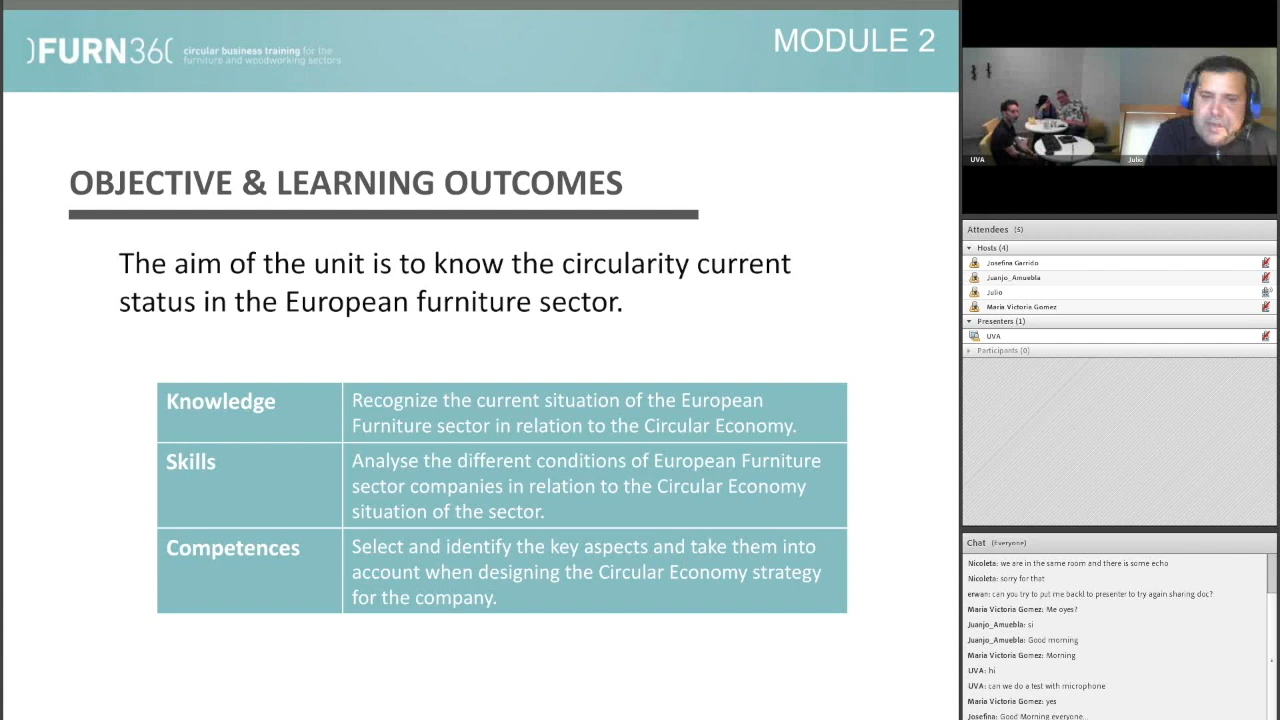 )FURN36(
circular business training for the
furniture and woodworking sectors
MODULE 2
OBJECTIVE & LEARNING OUTCOMES
The aim of the unit is to know the circularity current
status in the European furniture sector.
Knowledge
Recognize the current situation of the European
Furniture sector in relation to the Circular Economy.
Skills
Analyse the different conditions of European Furniture
sector companies in relation to the Circular Economy
situation of the sector.
Competences
Select and identify the key aspects and take them into
account when designing the Circular Economy strategy
for the company.
UVA
Julio
Attendees (5)
Hosts (4)
Josefina Garrido
Juanjo_Amuebla
Julio
Maria Victoria Gomez
Presenters (1)
UVA
Participants (0)
Chat (Everyone)
Nicoleta: we are in the same room and there is some echo
Nicoleta: sorry for that
erwan: can you try to put me backl to presenter to try again sharing doc?
Maria Victoria Gomez: Me oyes?
Juanjo_Amuebla: si
Juanjo_Amuebla: Good morning
Maria Victoria Gomez: Morning
UVA: hi
UVA: can we do a test with microphone
Maria Victoria Gomez: yes
Josefina: Good Morning everyone...